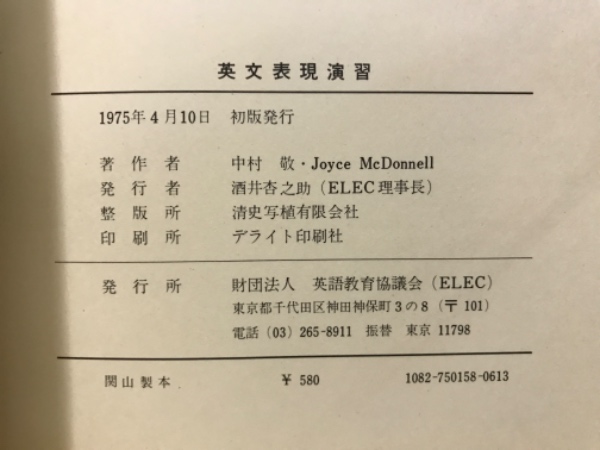 英文表現演習
1975年4月10日 初版発行
著作者 中村 敬・Joyce McDonnell
発行者 酒井杏之助（ELEC理事長）
整版所 清史写植有限会社
印刷所 デライト印刷社
発行所 財団法人 英語教育協議会（ELEC）
東京都千代田区神田神保町3の8（〒101）
電話（03）265-8911 振替 東京 11798
関山製本 ¥ 580 1082-750158-0613